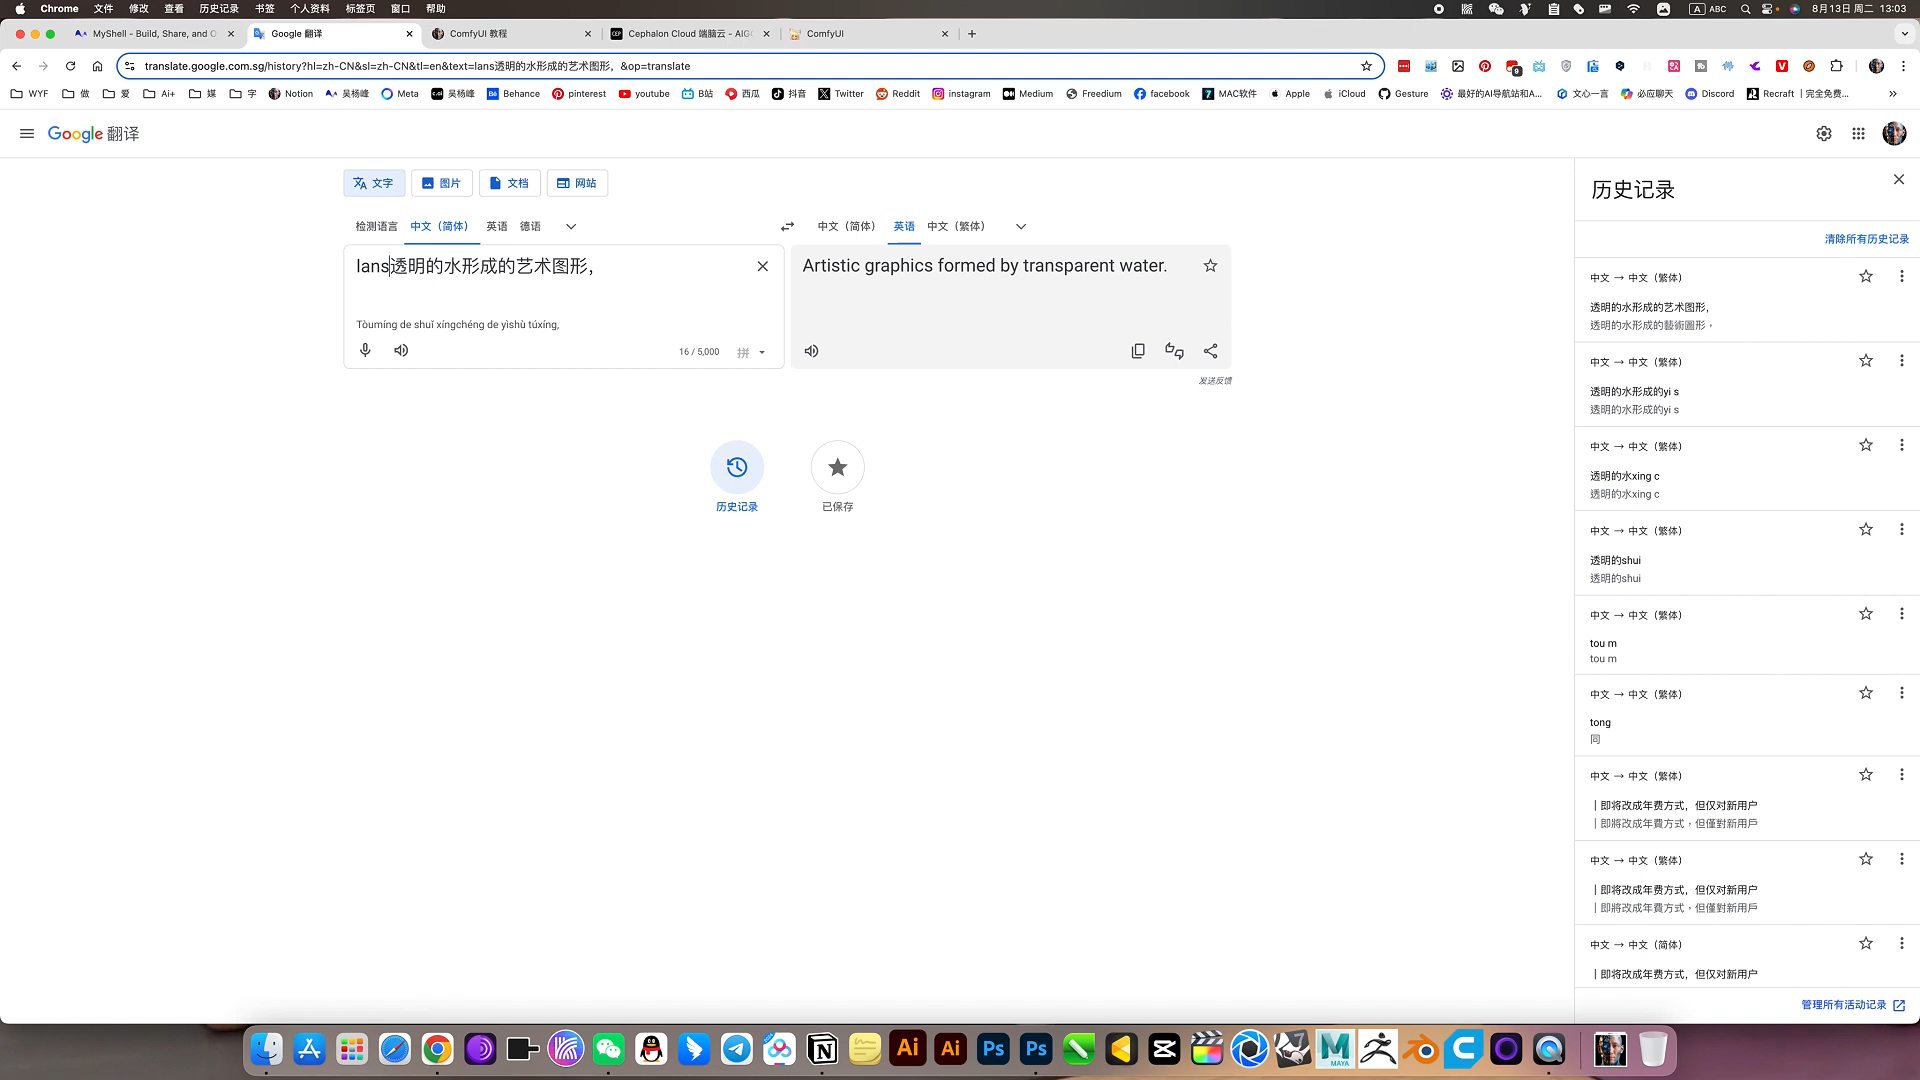 Chrome 文件 修改 查看 历史记录 书签 个人资料 标签页 窗口 帮助
ABC 8月13日 周二 13:03
MyShell - Build, Share, and O
Google 翻译
ComfyUI 教程
Cephalon Cloud 端脑云 - AIG
ComfyUI
translate.google.com.sg/history?hl=zh-CN&sl=zh-CN&tl=en&text=lans透明的水形成的艺术图形，&op=translate
WYF 做 爱 Ai+ 媒 字 Notion 吴杨峰 Meta 吴杨峰 Behance pinterest youtube B站 西瓜 抖音 Twitter Reddit instagram Medium Freedium facebook MAC软件 Apple iCloud Gesture 最好的AI导航站和A... 文心一言 必应聊天 Discord Recraft ｜完全免费...
Google 翻译
文字 图片 文档 网站
检测语言 中文（简体） 英语 德语
中文（简体） 英语 中文（繁体）
lans透明的水形成的艺术图形，
Tòumíng de shuǐ xíngchéng de yìshù túxíng,
16 / 5,000
拼
Artistic graphics formed by transparent water.
发送反馈
历史记录
已保存
历史记录
清除所有历史记录
中文 → 中文（繁体）
透明的水形成的艺术图形，
透明的水形成的藝術圖形，
中文 → 中文（繁体）
透明的水形成的yi s
透明的水形成的yi s
中文 → 中文（繁体）
透明的水xing c
透明的水xing c
中文 → 中文（繁体）
透明的shui
透明的shui
中文 → 中文（繁体）
tou m
tou m
中文 → 中文（繁体）
tong
同
中文 → 中文（繁体）
｜即将改成年费方式，但仅对新用户
｜即將改成年費方式，但僅對新用戶
中文 → 中文（繁体）
｜即将改成年费方式，但仅对新用户
｜即將改成年費方式，但僅對新用戶
中文 → 中文（简体）
｜即将改成年费方式，但仅对新用户
管理所有活动记录
Ai Ai Ps Ps
MAYA